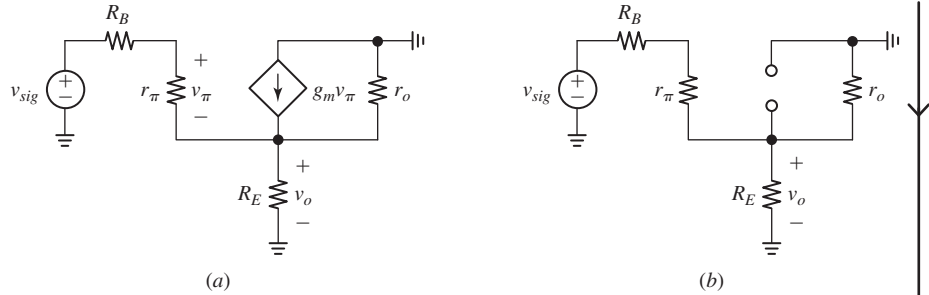 R_B
v_sig
+
−
r_π
+
v_π
−
g_m v_π
r_o
R_E
+
v_o
−
(a)
R_B
v_sig
+
−
r_π
r_o
R_E
+
v_o
−
(b)